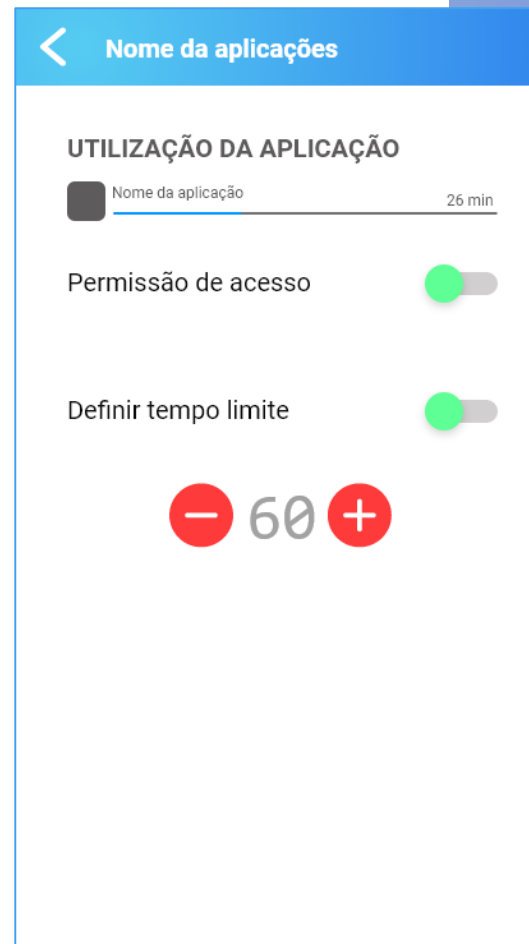 Nome da aplicações
UTILIZAÇÃO DA APLICAÇÃO
Nome da aplicação
26 min
Permissão de acesso
Definir tempo limite
60